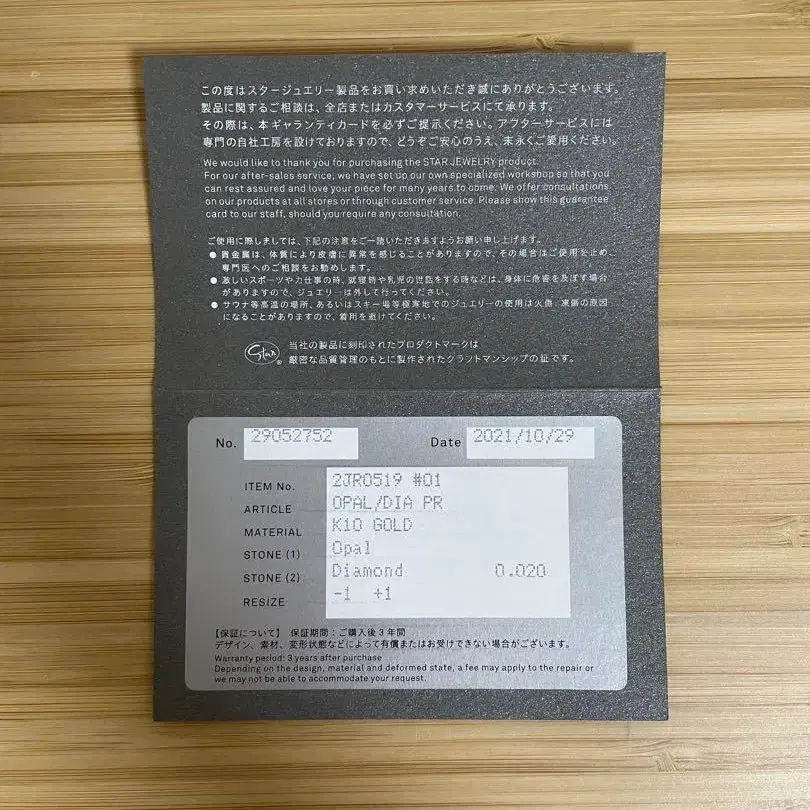 この度はスタージュエリー製品をお買い求めいただき誠にありがとうございます。
製品に関するご相談は、全店またはカスタマーサービスにて承ります。
その際は、本ギャランティカードを必ずご提示ください。アフターサービスには
専門の自社工房を設けておりますので、どうぞご安心のうえ、末永くご愛用ください。
We would like to thank you for purchasing the STAR JEWELRY product.
For our after-sales service, we have set up our own specialized workshop so that you
can rest assured and love your piece for many years to come. We offer consultations
on our products at all stores or through customer service. Please show this guarantee
card to our staff, should you require any consultation.
ご使用に際しましては、下記の注意をご一読いただきますようお願い申し上げます。
● 貴金属は、体質により皮膚に異常を感じることがありますので、その場合はご使用を止め
専門医へのご相談をお勧めします。
● 激しいスポーツや力仕事の時、就寝時や乳児の世話をする時などは、身体に危害を及ぼす場合
がありますので、ジュエリーは外して行ってください。
● サウナ等高温の場所、あるいはスキー場等極寒地でのジュエリーの使用は火傷、凍傷の原因
になることがありますので、着用を避けてください。
Star ® 当社の製品に刻印されたプロダクトマークは
厳密な品質管理のもとに製作されたクラフトマンシップの証です。
No. 29052752 Date 2021/10/29
ITEM No. 2JR0519 #01
ARTICLE OPAL/DIA PR
MATERIAL K10 GOLD
STONE (1) Opal
STONE (2) Diamond 0.020
RESIZE -1 +1
【保証について】 保証期間：ご購入後3年間
デザイン、素材、変形状態などによって有償またはお受けできない場合がございます。
Warranty period: 3 years after purchase
Depending on the design, material and deformed state, a fee may apply to the repair or
we may not be able to accommodate your request.